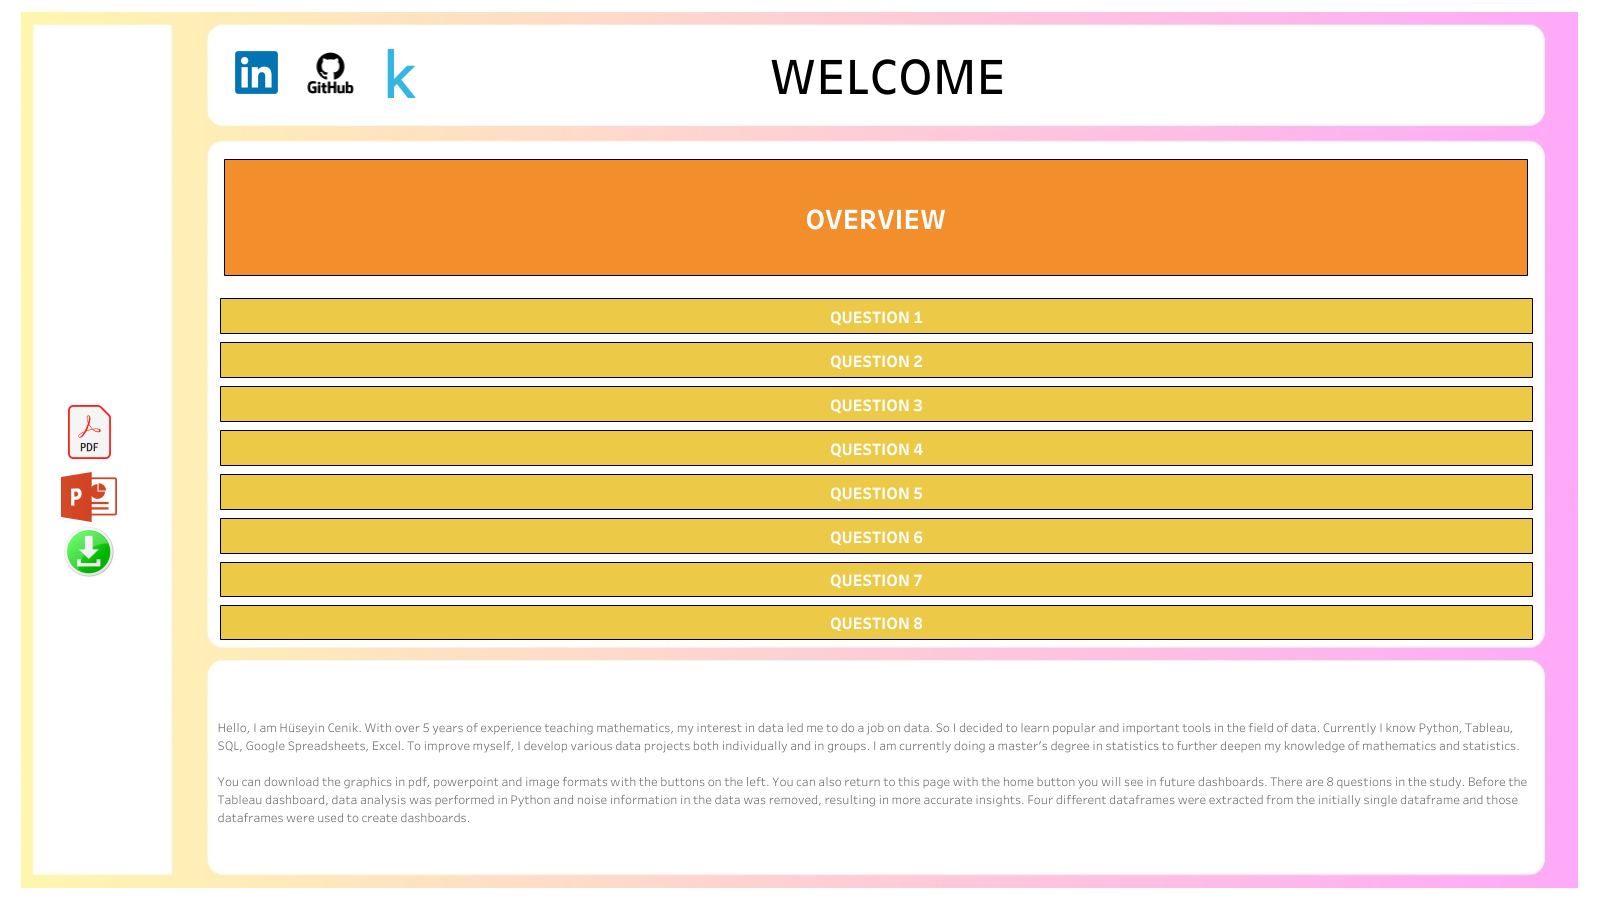 in
GitHub
k
WELCOME
OVERVIEW
QUESTION 1
QUESTION 2
QUESTION 3
QUESTION 4
QUESTION 5
QUESTION 6
QUESTION 7
QUESTION 8
PDF
P
Hello, I am Hüseyin Cenik. With over 5 years of experience teaching mathematics, my interest in data led me to do a job on data. So I decided to learn popular and important tools in the field of data. Currently I know Python, Tableau,
SQL, Google Spreadsheets, Excel. To improve myself, I develop various data projects both individually and in groups. I am currently doing a master's degree in statistics to further deepen my knowledge of mathematics and statistics.
You can download the graphics in pdf, powerpoint and image formats with the buttons on the left. You can also return to this page with the home button you will see in future dashboards. There are 8 questions in the study. Before the
Tableau dashboard, data analysis was performed in Python and noise information in the data was removed, resulting in more accurate insights. Four different dataframes were extracted from the initially single dataframe and those
dataframes were used to create dashboards.